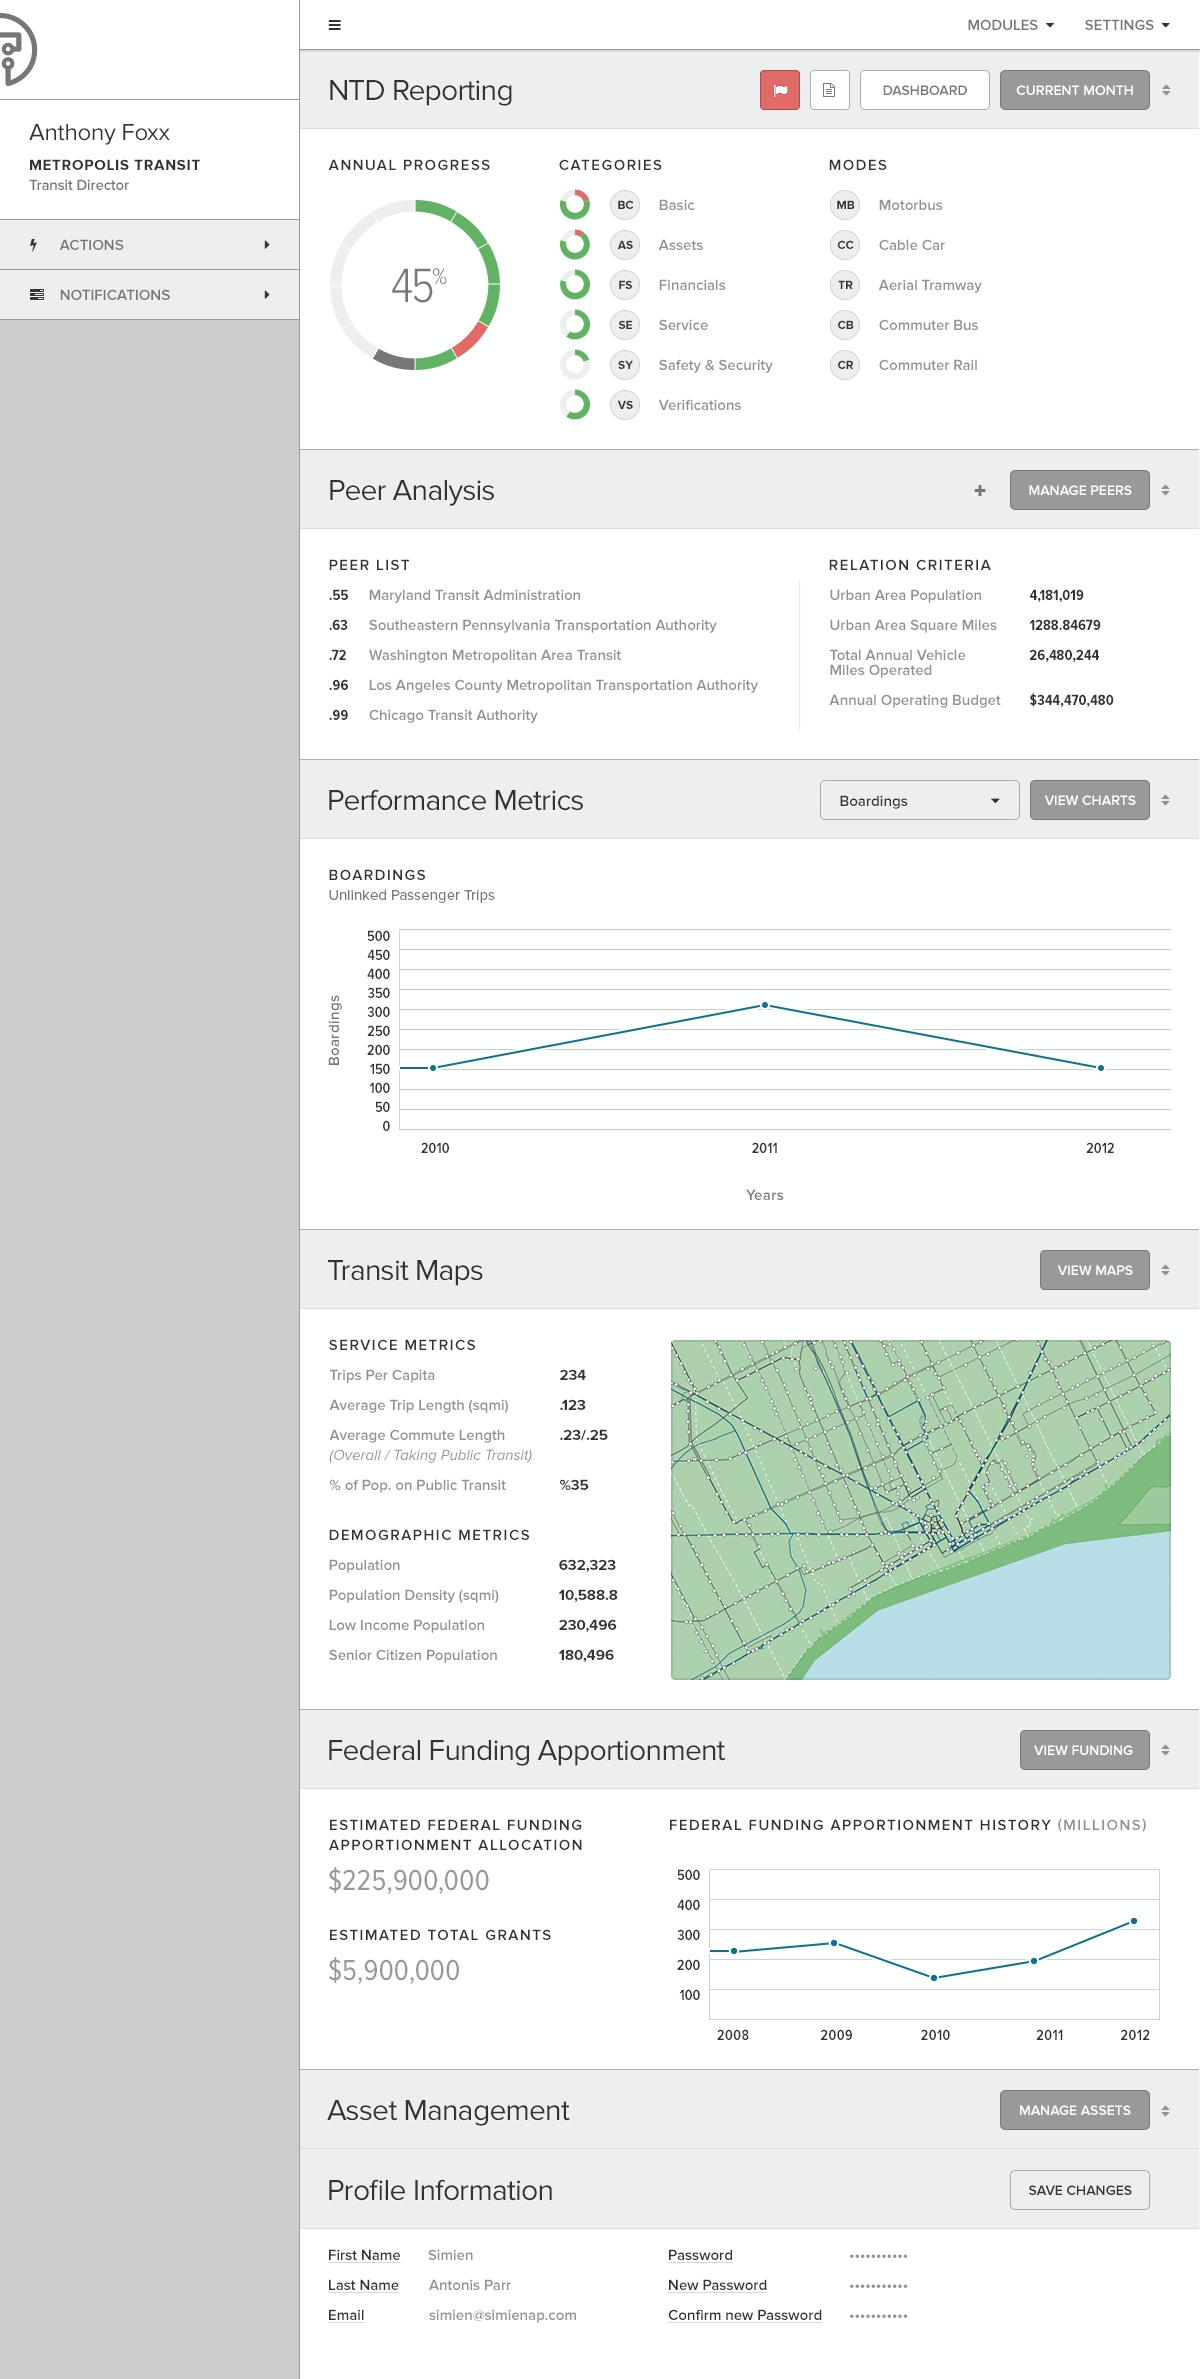 MODULES
SETTINGS
Anthony Foxx
METROPOLIS TRANSIT
Transit Director
ACTIONS
NOTIFICATIONS
NTD Reporting
DASHBOARD
CURRENT MONTH
ANNUAL PROGRESS
45%
CATEGORIES
BC Basic
AS Assets
FS Financials
SE Service
SY Safety & Security
VS Verifications
MODES
MB Motorbus
CC Cable Car
TR Aerial Tramway
CB Commuter Bus
CR Commuter Rail
Peer Analysis
MANAGE PEERS
PEER LIST
.55 Maryland Transit Administration
.63 Southeastern Pennsylvania Transportation Authority
.72 Washington Metropolitan Area Transit
.96 Los Angeles County Metropolitan Transportation Authority
.99 Chicago Transit Authority
RELATION CRITERIA
Urban Area Population 4,181,019
Urban Area Square Miles 1288.84679
Total Annual Vehicle 26,480,244
Miles Operated
Annual Operating Budget $344,470,480
Performance Metrics
Boardings
VIEW CHARTS
BOARDINGS
Unlinked Passenger Trips
Boardings
500
450
400
350
300
250
200
150
100
50
0
2010 2011 2012
Years
Transit Maps
VIEW MAPS
SERVICE METRICS
Trips Per Capita 234
Average Trip Length (sqmi) .123
Average Commute Length .23/.25
(Overall / Taking Public Transit)
% of Pop. on Public Transit %35
DEMOGRAPHIC METRICS
Population 632,323
Population Density (sqmi) 10,588.8
Low Income Population 230,496
Senior Citizen Population 180,496
Federal Funding Apportionment
VIEW FUNDING
ESTIMATED FEDERAL FUNDING
APPORTIONMENT ALLOCATION
$225,900,000
ESTIMATED TOTAL GRANTS
$5,900,000
FEDERAL FUNDING APPORTIONMENT HISTORY (MILLIONS)
500
400
300
200
100
2008 2009 2010 2011 2012
Asset Management
MANAGE ASSETS
Profile Information
SAVE CHANGES
First Name Simien
Last Name Antonis Parr
Email simien@simienap.com
Password •••••••••••
New Password •••••••••••
Confirm new Password •••••••••••